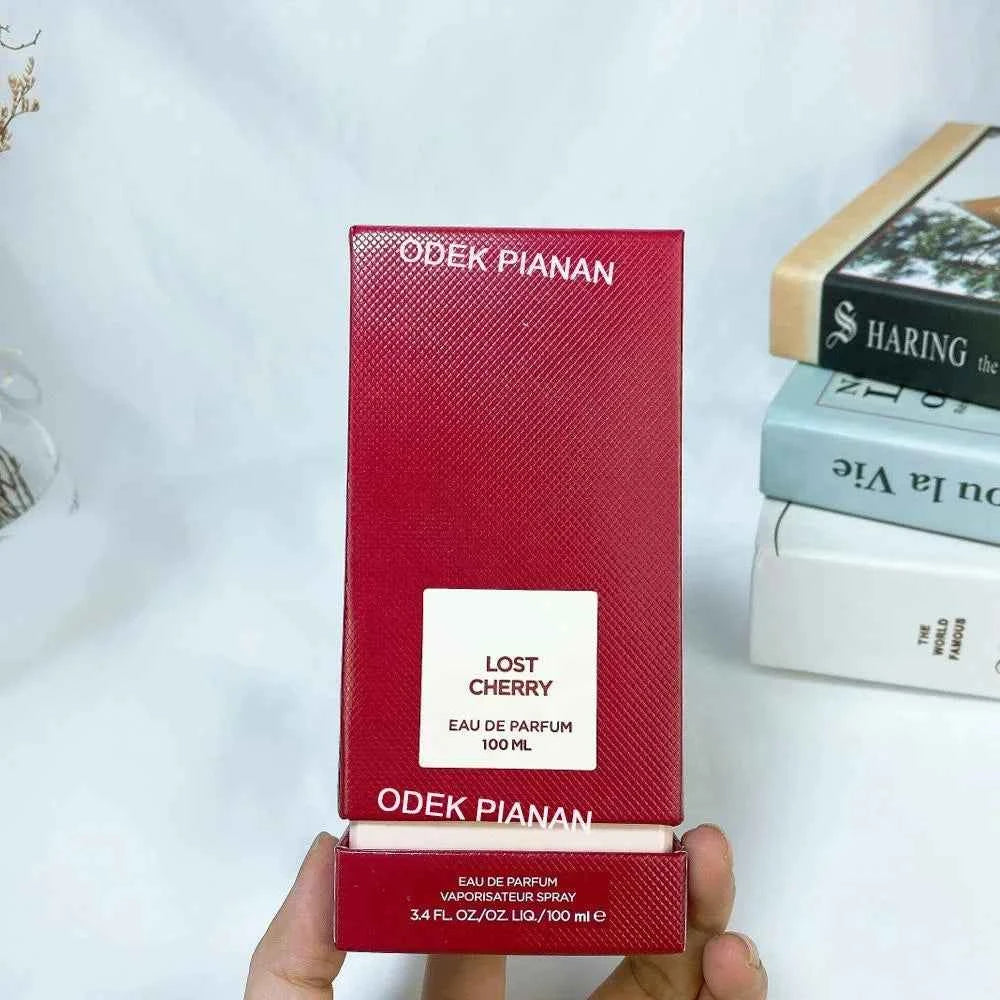 ODEK PIANAN
LOST
CHERRY
EAU DE PARFUM
100 ML
ODEK PIANAN
EAU DE PARFUM
VAPORISATEUR SPRAY
3.4 FL. OZ./OZ. LIQ./100 ml e
S HARING the
ou la Vie
THE
WORLD
FAMOUS